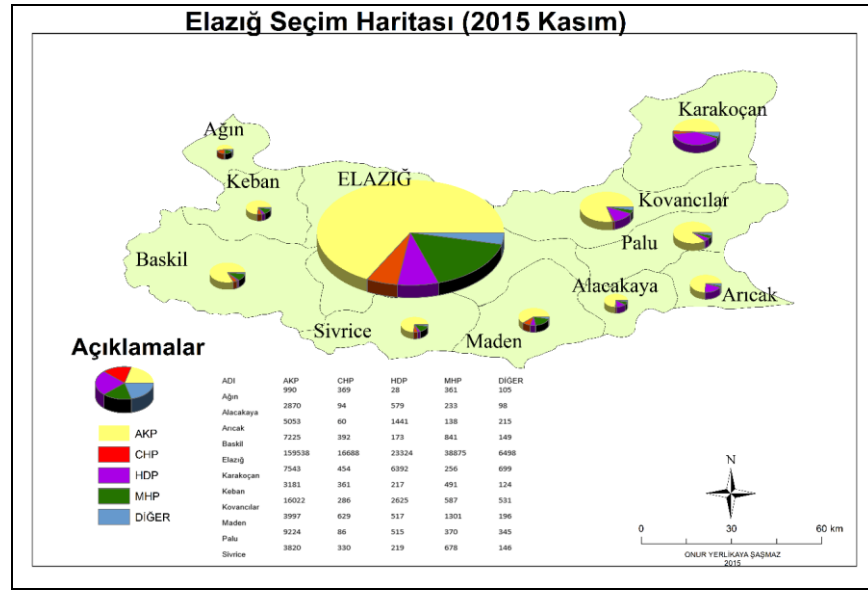 Elazığ Seçim Haritası (2015 Kasım)
Karakoçan
Ağın
Keban
ELAZIĞ
Kovancılar
Palu
Baskil
Alacakaya
Arıcak
Sivrice
Maden
Açıklamalar
AKP
CHP
HDP
MHP
DİĞER
ADI AKP CHP HDP MHP DİĞER
Ağın 990 369 28 361 105
Alacakaya 2870 94 579 233 98
Arıcak 5053 60 1441 138 215
Baskil 7225 392 173 841 149
Elazığ 159538 16688 23324 38875 6498
Karakoçan 7543 454 6392 256 699
Keban 3181 361 217 491 124
Kovancılar 16022 286 2625 587 531
Maden 3997 629 517 1301 196
Palu 9224 86 515 370 345
Sivrice 3820 330 219 678 146
N
0 30 60 km
ONUR YERLİKAYA ŞAŞMAZ
2015